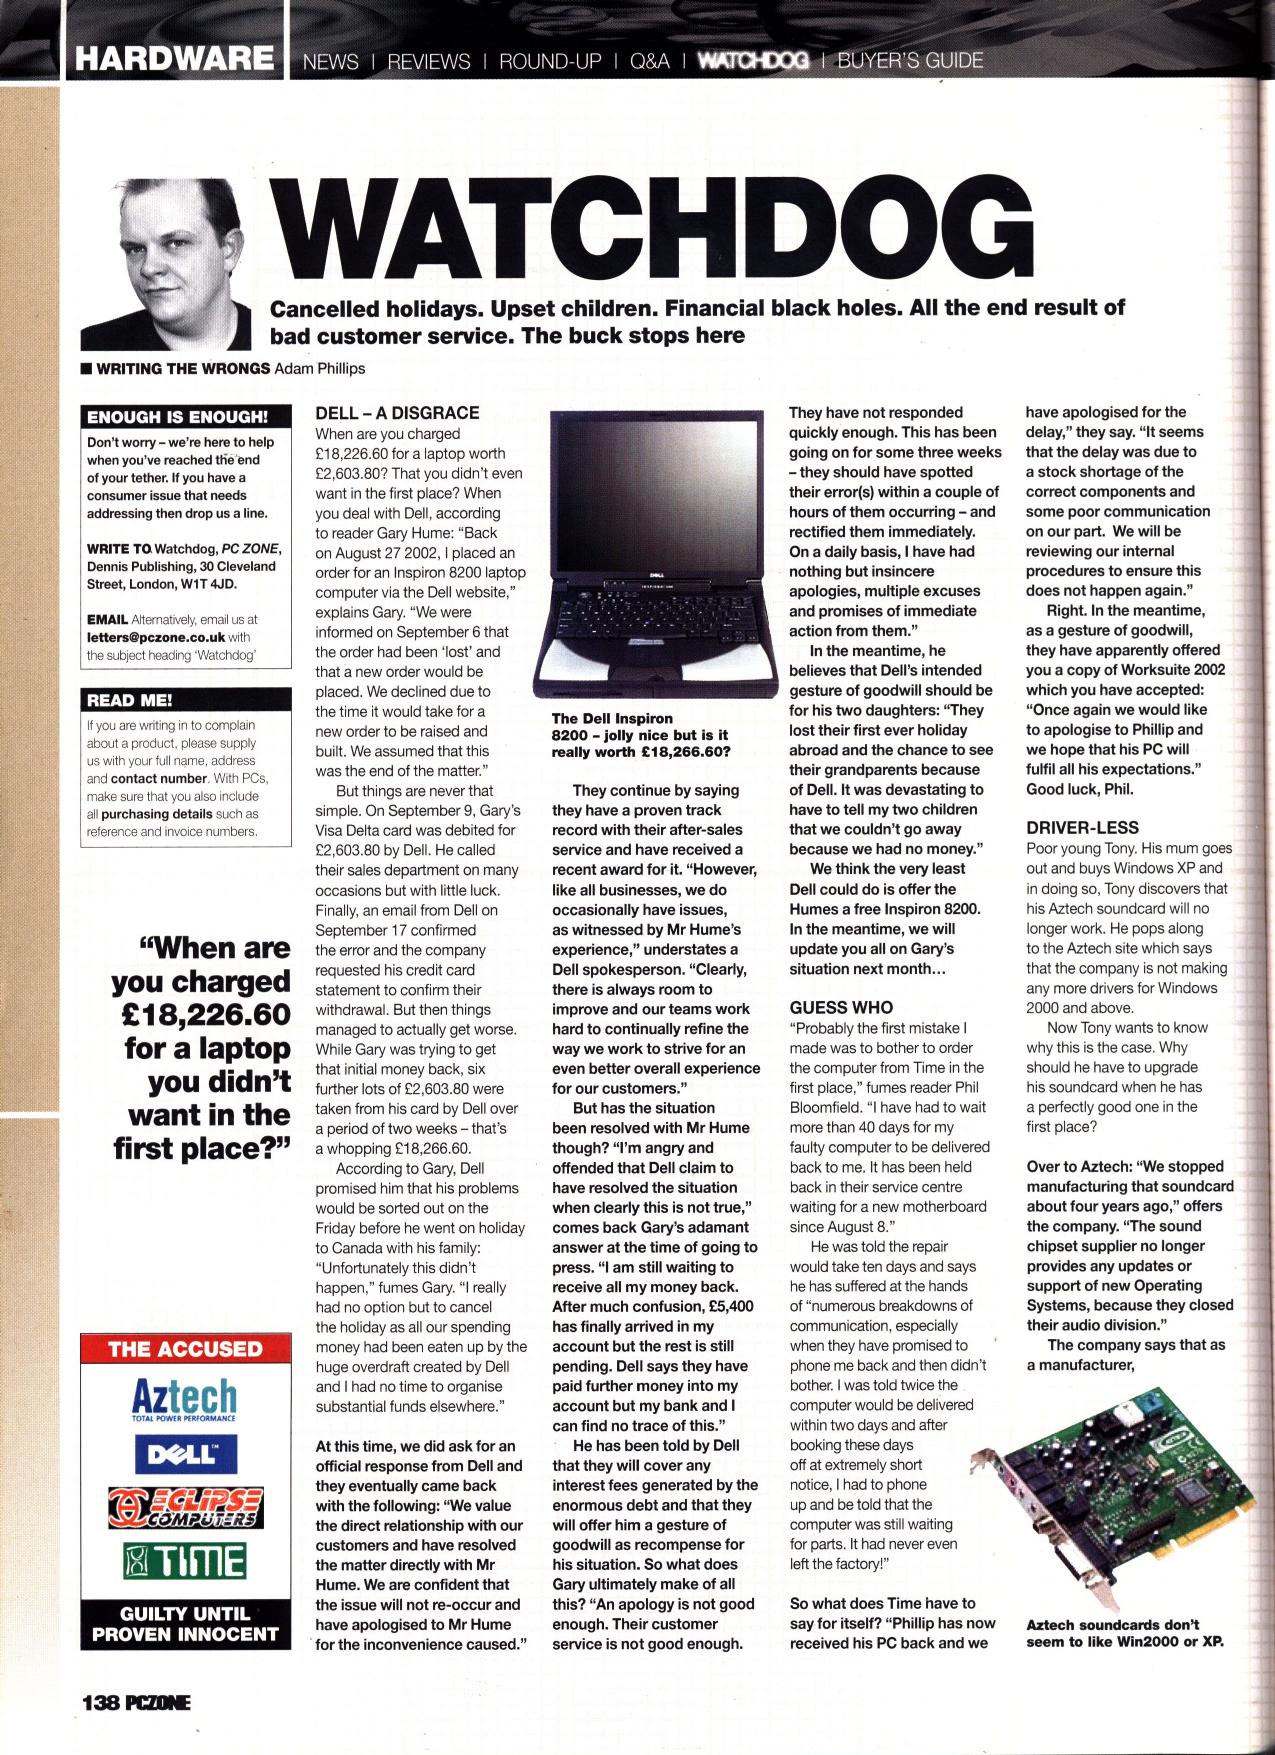 HARDWARE
NEWS | REVIEWS | ROUND-UP | Q&A | WATCHDOG | BUYER'S GUIDE
WATCHDOG
Cancelled holidays. Upset children. Financial black holes. All the end result of
bad customer service. The buck stops here
■ WRITING THE WRONGS Adam Phillips
ENOUGH IS ENOUGH!
Don't worry – we're here to help
when you've reached the end
of your tether. If you have a
consumer issue that needs
addressing then drop us a line.
WRITE TO Watchdog, PC ZONE,
Dennis Publishing, 30 Cleveland
Street, London, W1T 4JD.
EMAIL Alternatively, email us at
letters@pczone.co.uk with
the subject heading 'Watchdog'
READ ME!
If you are writing in to complain
about a product, please supply
us with your full name, address
and contact number. With PCs,
make sure that you also include
all purchasing details such as
reference and invoice numbers.
"When are
you charged
£18,226.60
for a laptop
you didn't
want in the
first place?"
THE ACCUSED
Aztech
TOTAL POWER PERFORMANCE
DELL™
ECLIPSE
COMPUTERS
TIME
GUILTY UNTIL
PROVEN INNOCENT
DELL – A DISGRACE
When are you charged
£18,226.60 for a laptop worth
£2,603.80? That you didn't even
want in the first place? When
you deal with Dell, according
to reader Gary Hume: "Back
on August 27 2002, I placed an
order for an Inspiron 8200 laptop
computer via the Dell website,"
explains Gary. "We were
informed on September 6 that
the order had been 'lost' and
that a new order would be
placed. We declined due to
the time it would take for a
new order to be raised and
built. We assumed that this
was the end of the matter."
But things are never that
simple. On September 9, Gary's
Visa Delta card was debited for
£2,603.80 by Dell. He called
their sales department on many
occasions but with little luck.
Finally, an email from Dell on
September 17 confirmed
the error and the company
requested his credit card
statement to confirm their
withdrawal. But then things
managed to actually get worse.
While Gary was trying to get
that initial money back, six
further lots of £2,603.80 were
taken from his card by Dell over
a period of two weeks – that's
a whopping £18,266.60.
According to Gary, Dell
promised him that his problems
would be sorted out on the
Friday before he went on holiday
to Canada with his family:
"Unfortunately this didn't
happen," fumes Gary. "I really
had no option but to cancel
the holiday as all our spending
money had been eaten up by the
huge overdraft created by Dell
and I had no time to organise
substantial funds elsewhere."
At this time, we did ask for an
official response from Dell and
they eventually came back
with the following: "We value
the direct relationship with our
customers and have resolved
the matter directly with Mr
Hume. We are confident that
the issue will not re-occur and
have apologised to Mr Hume
for the inconvenience caused."
DELL
The Dell Inspiron
8200 – jolly nice but is it
really worth £18,266.60?
They continue by saying
they have a proven track
record with their after-sales
service and have received a
recent award for it. "However,
like all businesses, we do
occasionally have issues,
as witnessed by Mr Hume's
experience," understates a
Dell spokesperson. "Clearly,
there is always room to
improve and our teams work
hard to continually refine the
way we work to strive for an
even better overall experience
for our customers."
But has the situation
been resolved with Mr Hume
though? "I'm angry and
offended that Dell claim to
have resolved the situation
when clearly this is not true,"
comes back Gary's adamant
answer at the time of going to
press. "I am still waiting to
receive all my money back.
After much confusion, £5,400
has finally arrived in my
account but the rest is still
pending. Dell says they have
paid further money into my
account but my bank and I
can find no trace of this."
He has been told by Dell
that they will cover any
interest fees generated by the
enormous debt and that they
will offer him a gesture of
goodwill as recompense for
his situation. So what does
Gary ultimately make of all
this? "An apology is not good
enough. Their customer
service is not good enough.
They have not responded
quickly enough. This has been
going on for some three weeks
– they should have spotted
their error(s) within a couple of
hours of them occurring – and
rectified them immediately.
On a daily basis, I have had
nothing but insincere
apologies, multiple excuses
and promises of immediate
action from them."
In the meantime, he
believes that Dell's intended
gesture of goodwill should be
for his two daughters: "They
lost their first ever holiday
abroad and the chance to see
their grandparents because
of Dell. It was devastating to
have to tell my two children
that we couldn't go away
because we had no money."
We think the very least
Dell could do is offer the
Humes a free Inspiron 8200.
In the meantime, we will
update you all on Gary's
situation next month...
GUESS WHO
"Probably the first mistake I
made was to bother to order
the computer from Time in the
first place," fumes reader Phil
Bloomfield. "I have had to wait
more than 40 days for my
faulty computer to be delivered
back to me. It has been held
back in their service centre
waiting for a new motherboard
since August 8."
He was told the repair
would take ten days and says
he has suffered at the hands
of "numerous breakdowns of
communication, especially
when they have promised to
phone me back and then didn't
bother. I was told twice the
computer would be delivered
within two days and after
booking these days
off at extremely short
notice, I had to phone
up and be told that the
computer was still waiting
for parts. It had never even
left the factory!"
So what does Time have to
say for itself? "Phillip has now
received his PC back and we
have apologised for the
delay," they say. "It seems
that the delay was due to
a stock shortage of the
correct components and
some poor communication
on our part. We will be
reviewing our internal
procedures to ensure this
does not happen again."
Right. In the meantime,
as a gesture of goodwill,
they have apparently offered
you a copy of Worksuite 2002
which you have accepted:
"Once again we would like
to apologise to Phillip and
we hope that his PC will
fulfil all his expectations."
Good luck, Phil.
DRIVER-LESS
Poor young Tony. His mum goes
out and buys Windows XP and
in doing so, Tony discovers that
his Aztech soundcard will no
longer work. He pops along
to the Aztech site which says
that the company is not making
any more drivers for Windows
2000 and above.
Now Tony wants to know
why this is the case. Why
should he have to upgrade
his soundcard when he has
a perfectly good one in the
first place?
Over to Aztech: "We stopped
manufacturing that soundcard
about four years ago," offers
the company. "The sound
chipset supplier no longer
provides any updates or
support of new Operating
Systems, because they closed
their audio division."
The company says that as
a manufacturer,
Aztech soundcards don't
seem to like Win2000 or XP.
138 PCZONE